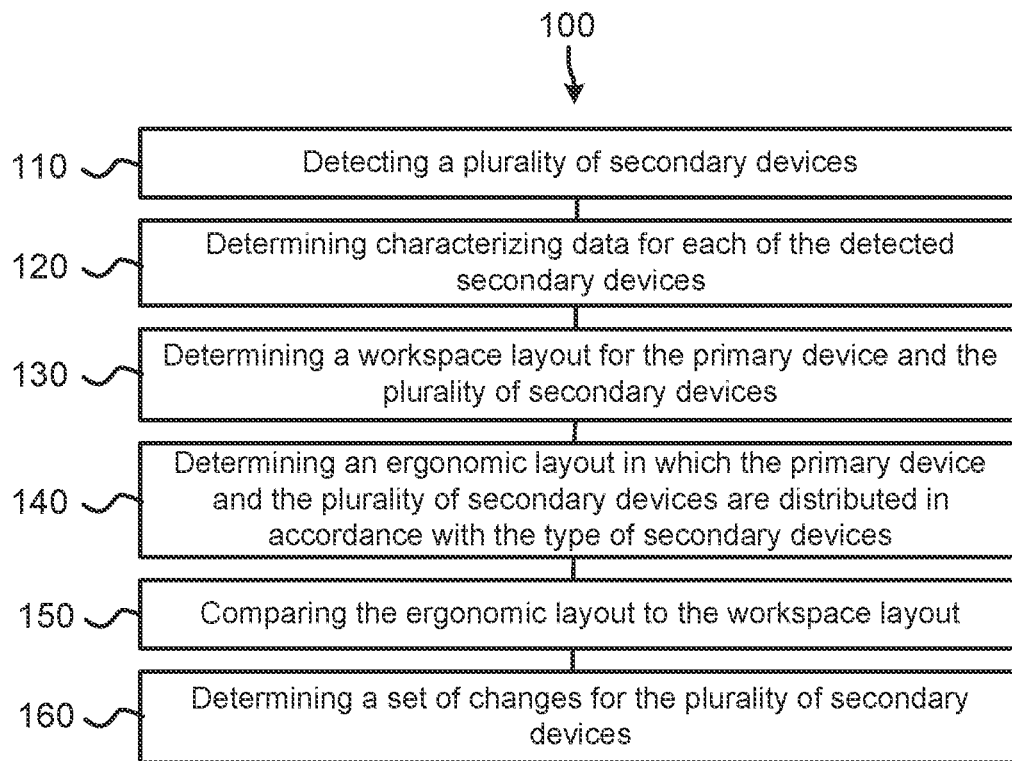 100
110
Detecting a plurality of secondary devices
120
Determining characterizing data for each of the detected
secondary devices
130
Determining a workspace layout for the primary device and the
plurality of secondary devices
140
Determining an ergonomic layout in which the primary device
and the plurality of secondary devices are distributed in
accordance with the type of secondary devices
150
Comparing the ergonomic layout to the workspace layout
160
Determining a set of changes for the plurality of secondary
devices